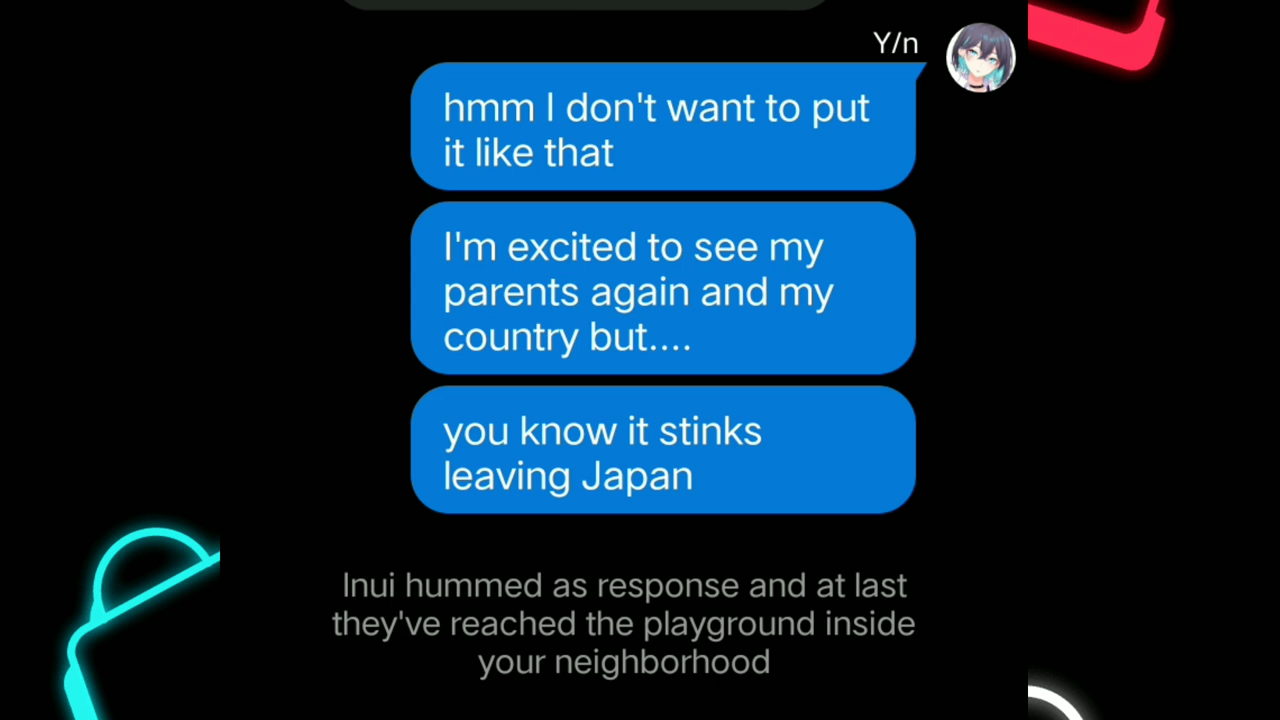 Y/n
hmm I don't want to put
it like that
I'm excited to see my
parents again and my
country but....
you know it stinks
leaving Japan
Inui hummed as response and at last
they've reached the playground inside
your neighborhood